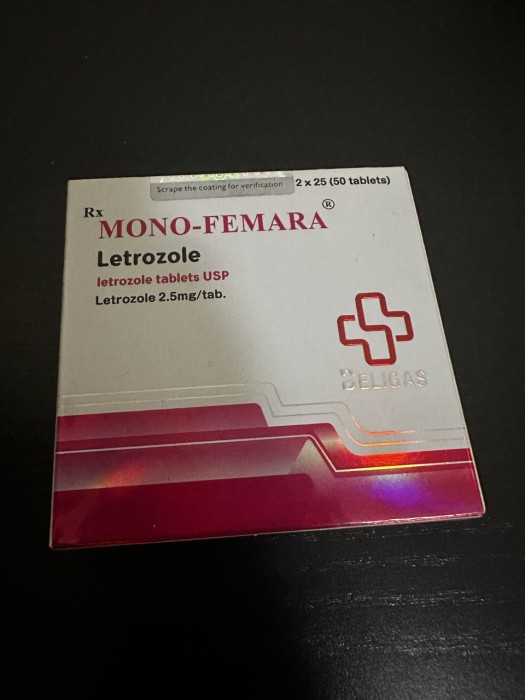 Scrape the coating for verification
2 x 25 (50 tablets)
Rx
MONO-FEMARA®
Letrozole
letrozole tablets USP
Letrozole 2.5mg/tab.
BELIGAS